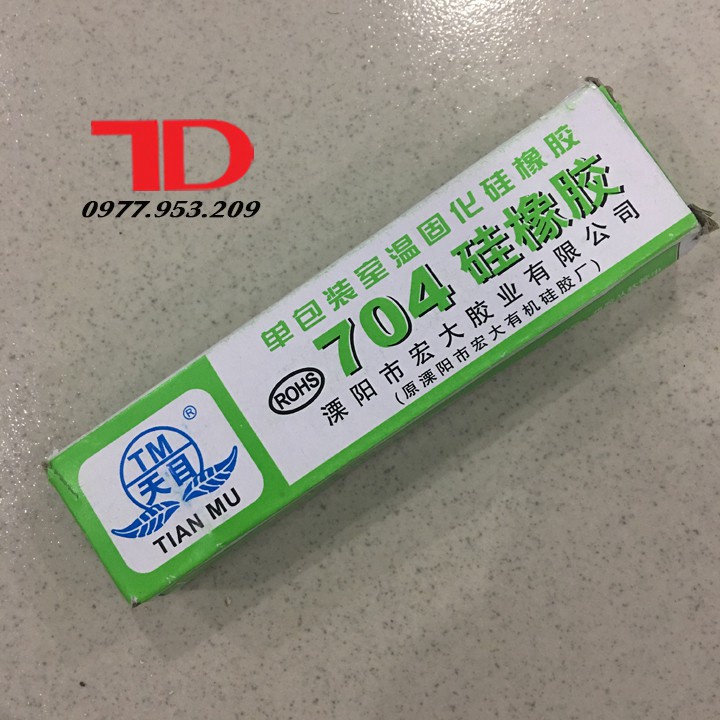 TD
0977.953.209
单包装室温固化硅橡胶
704 硅橡胶
ROHS
溧阳市宏大胶业有限公司
(原溧阳市宏大有机硅胶厂)
TM
®
天目
TIAN MU